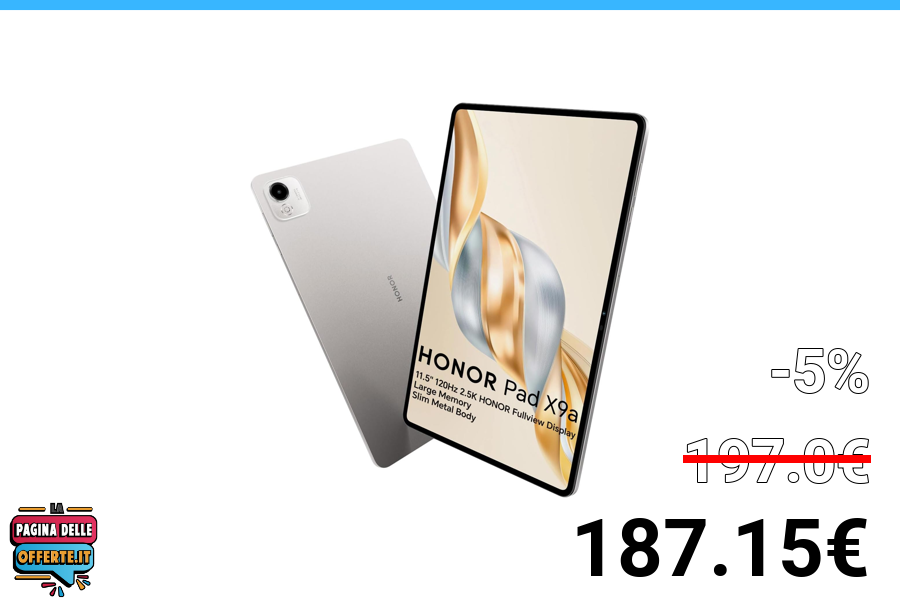 HONOR
HONOR Pad X9a
11.5" 120Hz 2.5K HONOR Fullview Display
Large Memory
Slim Metal Body
-5%
197.0€
187.15€
LA
PAGINA DELLE
OFFERTE.IT